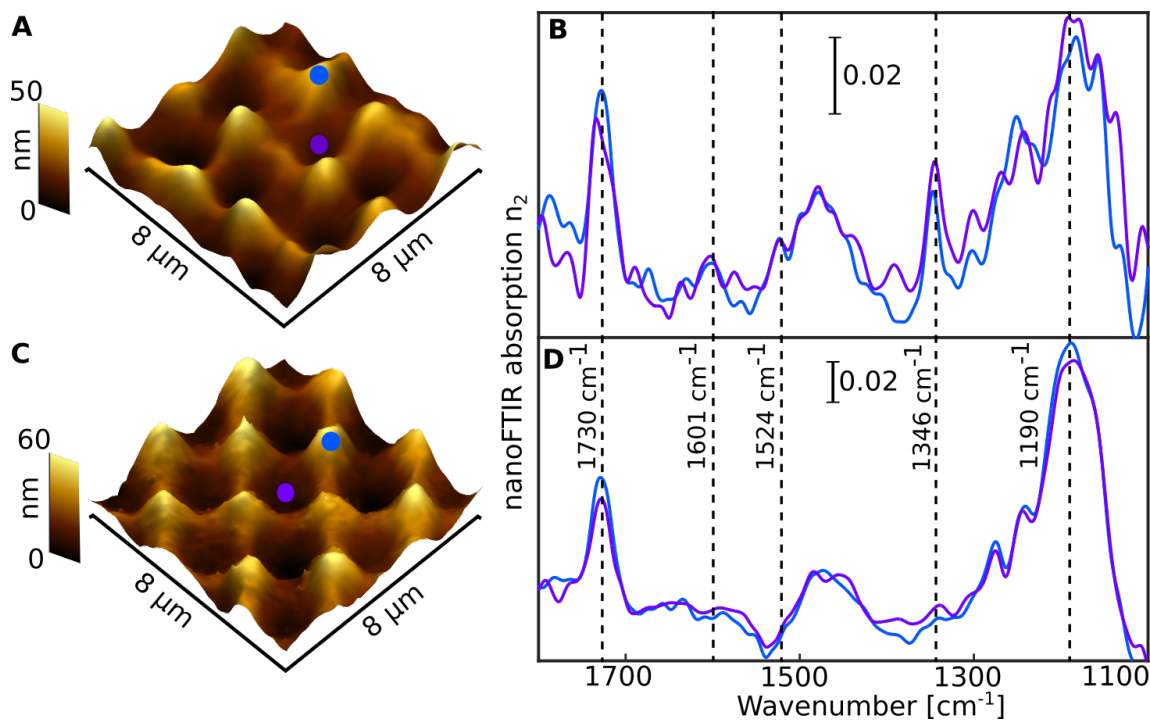 A
50
nm
0
8 μm
8 μm
B
0.02
C
60
nm
0
8 μm
8 μm
D
0.02
1730 cm-1
1601 cm-1
1524 cm-1
1346 cm-1
1190 cm-1
nanoFTIR absorption n2
1700
1500
1300
1100
Wavenumber [cm-1]